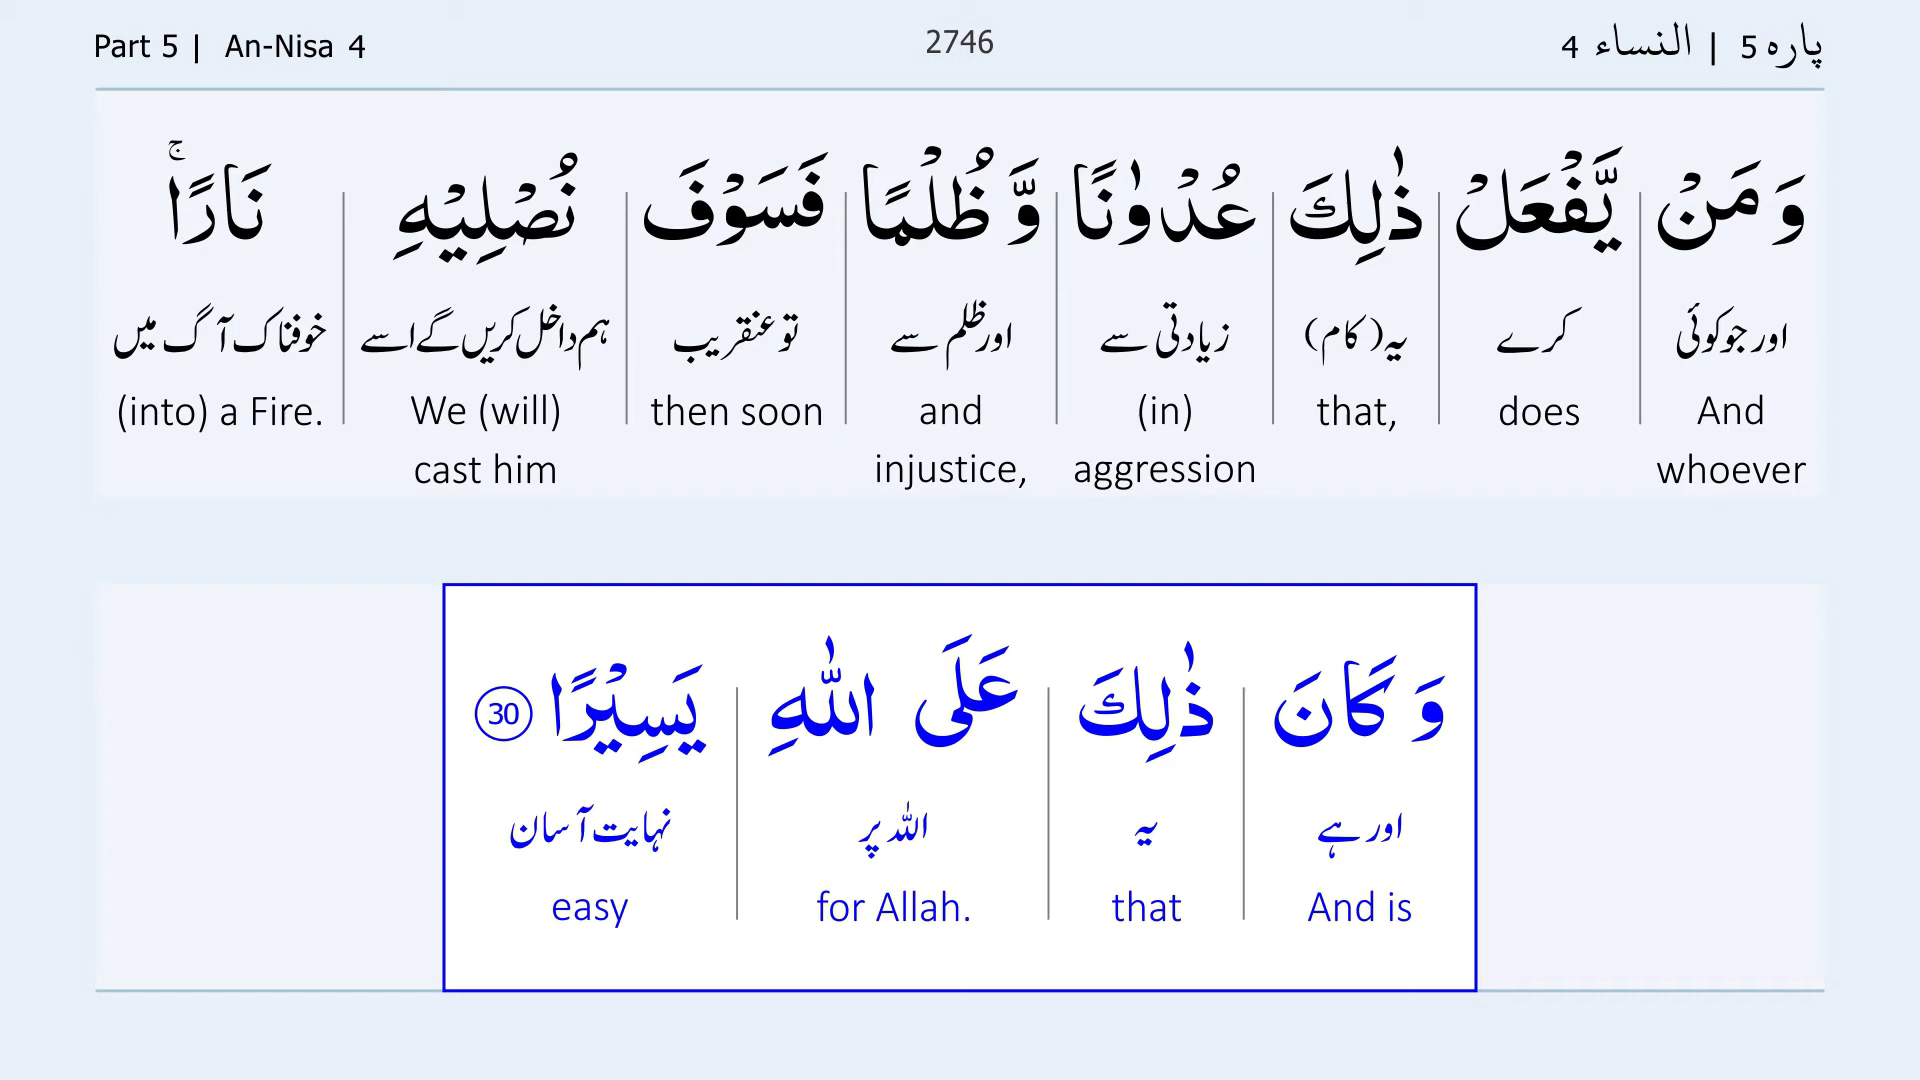 Part 5 | An-Nisa 4
2746
پارہ 5 | النساء 4
وَمَنْ يَّفْعَلْ ذٰلِكَ عُدْوٰنًا وَّظُلْمًا فَسَوْفَ نُصْلِيْهِ نَارًاۚ
اور جو کوئی کرے یہ (کام) زیادتی سے اور ظلم سے تو عنقریب ہم داخل کریں گے اسے خوفناک آگ میں
And whoever does that, (in) aggression and injustice, then soon We (will) cast him (into) a Fire.
وَكَانَ ذٰلِكَ عَلَى اللّٰهِ يَسِيْرًا 30
اور ہے یہ اللہ پر نہایت آسان
And is that for Allah. easy